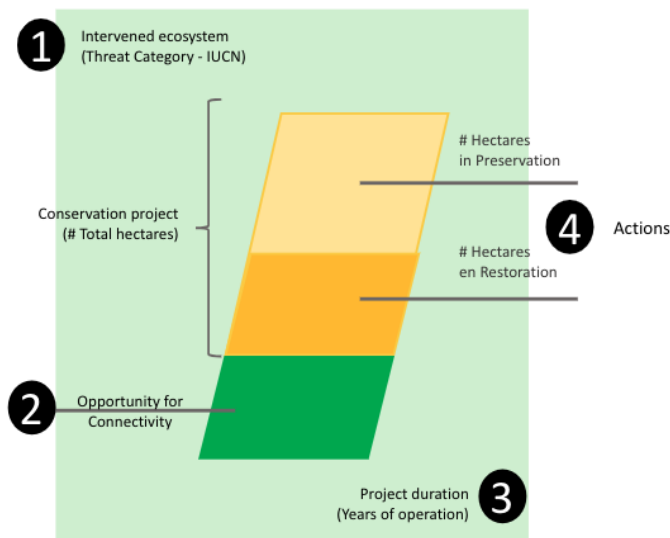 1
Intervened ecosystem
(Threat Category - IUCN)
# Hectares
in Preservation
Conservation project
(# Total hectares)
4
Actions
# Hectares
en Restoration
2
Opportunity for
Connectivity
3
Project duration
(Years of operation)